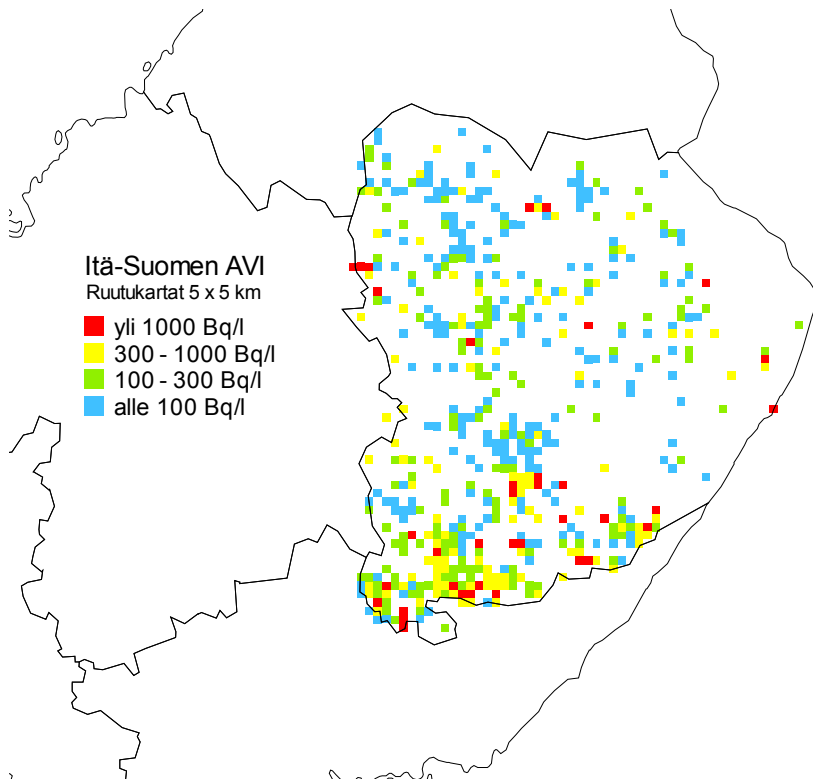 Itä-Suomen AVI
Ruutukartat 5 x 5 km
yli 1000 Bq/l
300 - 1000 Bq/l
100 - 300 Bq/l
alle 100 Bq/l